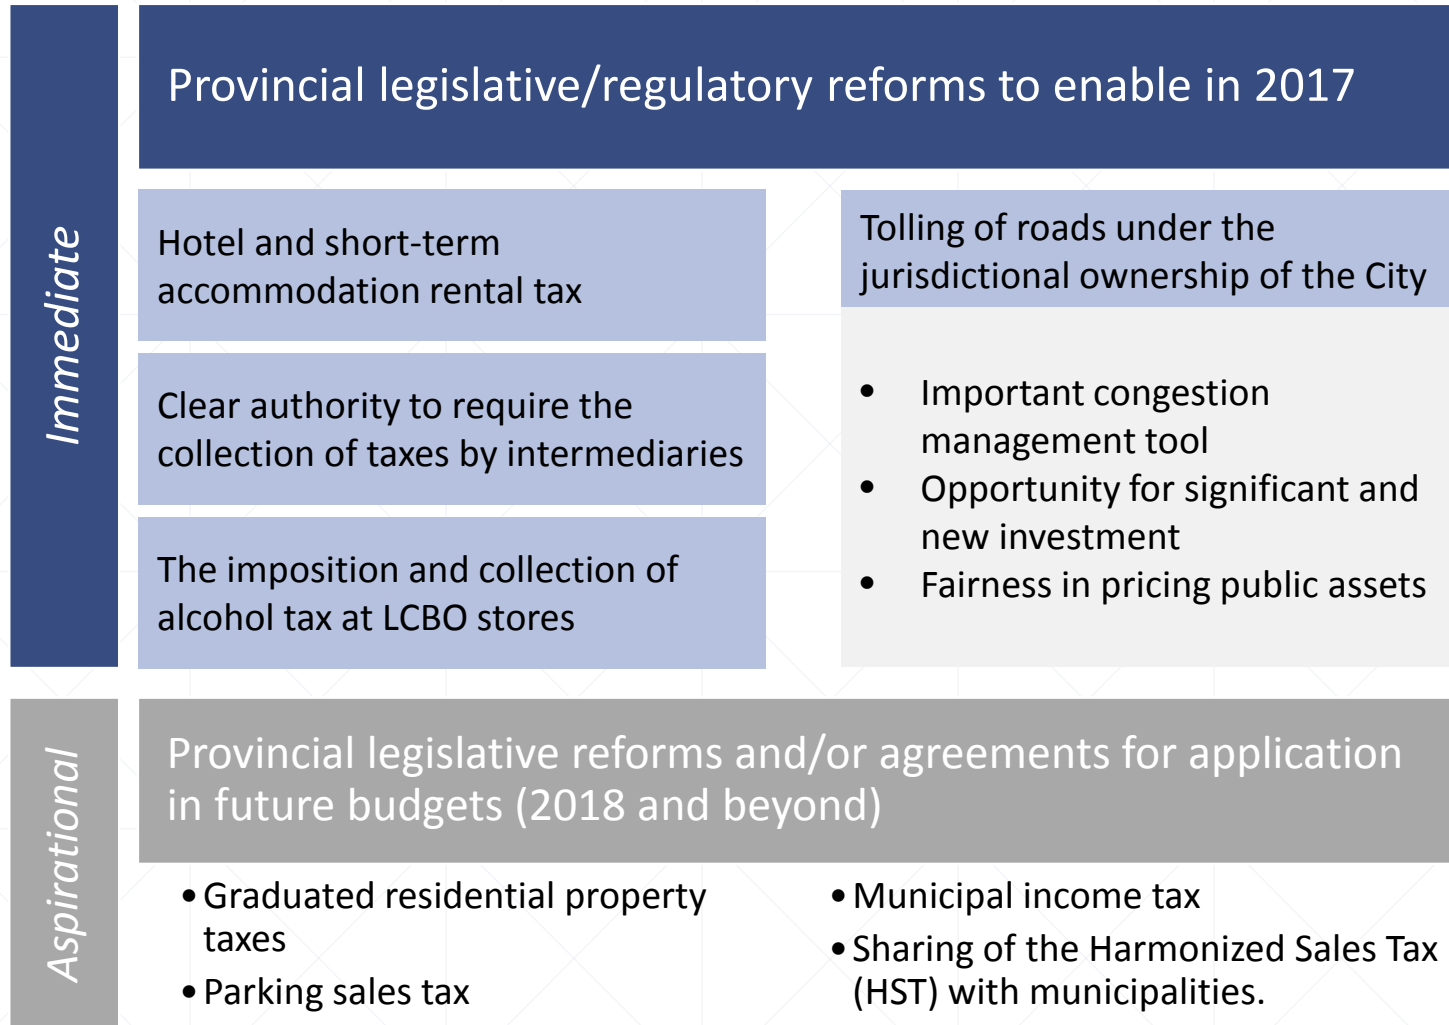 Immediate
Provincial legislative/regulatory reforms to enable in 2017
Hotel and short-term
accommodation rental tax
Clear authority to require the
collection of taxes by intermediaries
The imposition and collection of
alcohol tax at LCBO stores
Tolling of roads under the
jurisdictional ownership of the City
• Important congestion
management tool
• Opportunity for significant and
new investment
• Fairness in pricing public assets
Aspirational
Provincial legislative reforms and/or agreements for application
in future budgets (2018 and beyond)
• Graduated residential property
taxes
• Parking sales tax
• Municipal income tax
• Sharing of the Harmonized Sales Tax
(HST) with municipalities.